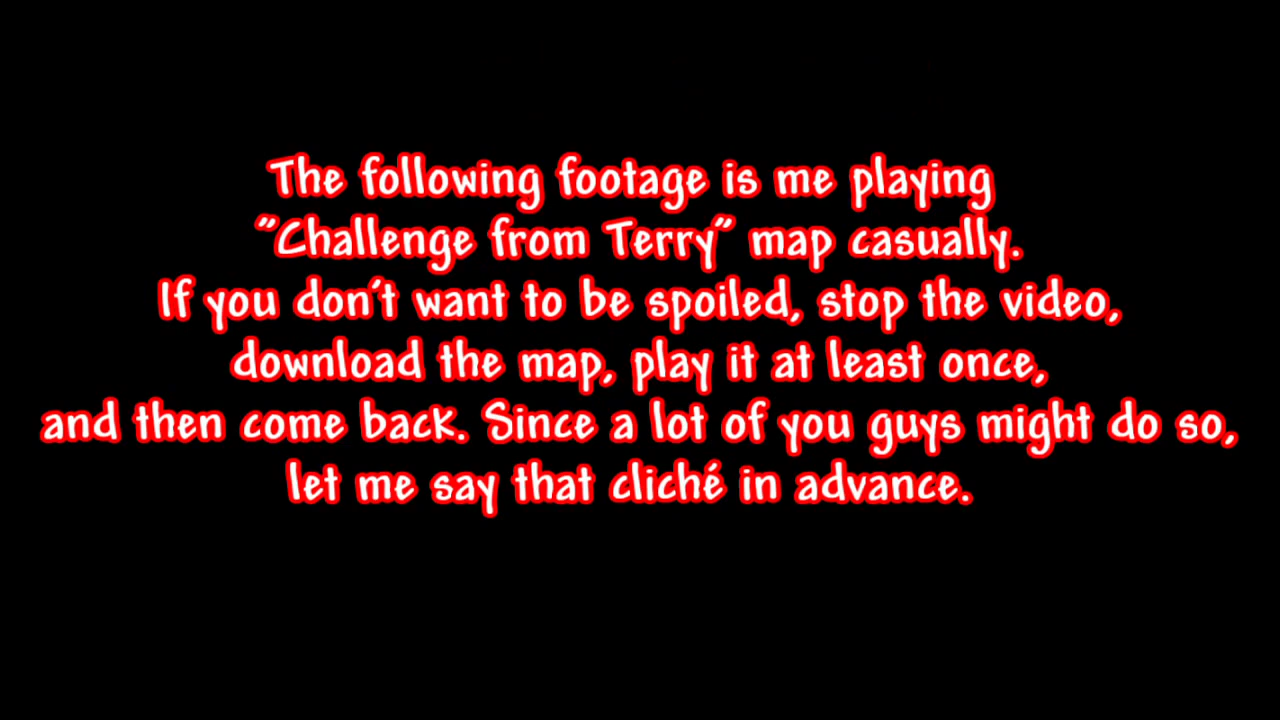 The following footage is me playing
"Challenge from Terry" map casually.
If you don't want to be spoiled, stop the video,
download the map, play it at least once,
and then come back. Since a lot of you guys might do so,
let me say that cliché in advance.